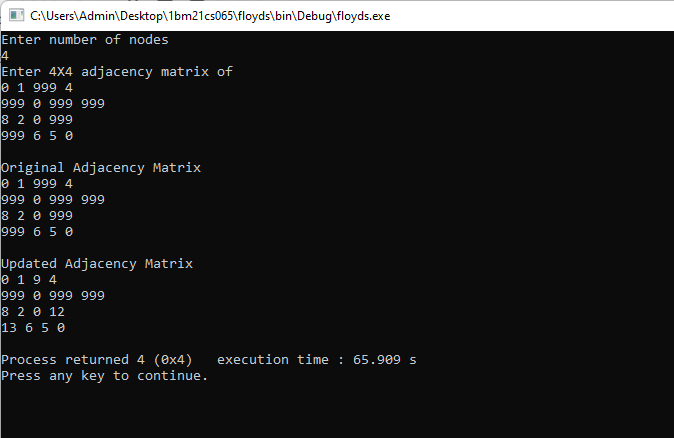 C:\Users\Admin\Desktop\1bm21cs065\floyds\bin\Debug\floyds.exe
Enter number of nodes
4
Enter 4X4 adjacency matrix of
0 1 999 4
999 0 999 999
8 2 0 999
999 6 5 0
Original Adjacency Matrix
0 1 999 4
999 0 999 999
8 2 0 999
999 6 5 0
Updated Adjacency Matrix
0 1 9 4
999 0 999 999
8 2 0 12
13 6 5 0
Process returned 4 (0x4)   execution time : 65.909 s
Press any key to continue.